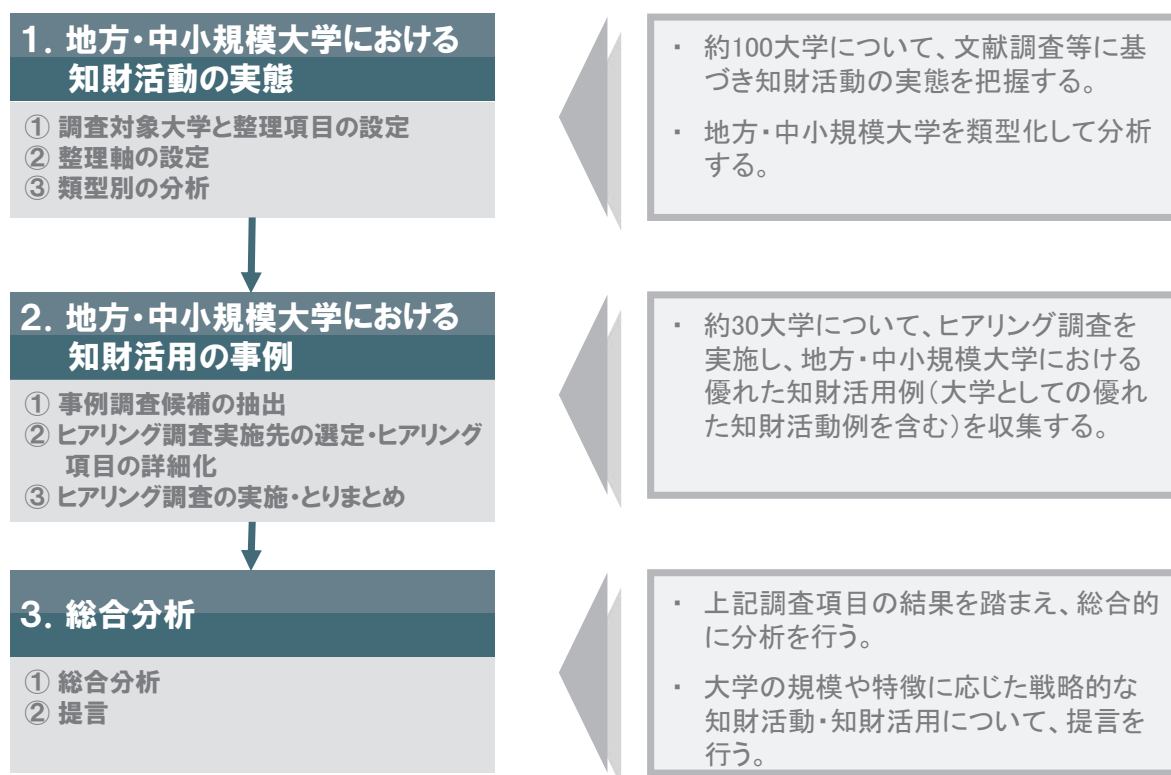 1. 地方・中小規模大学における
知財活動の実態
① 調査対象大学と整理項目の設定
② 整理軸の設定
③ 類型別の分析
・ 約100大学について、文献調査等に基
づき知財活動の実態を把握する。
・ 地方・中小規模大学を類型化して分析
する。
2. 地方・中小規模大学における
知財活用の事例
① 事例調査候補の抽出
② ヒアリング調査実施先の選定・ヒアリング
項目の詳細化
③ ヒアリング調査の実施・とりまとめ
・ 約30大学について、ヒアリング調査を
実施し、地方・中小規模大学における
優れた知財活用例(大学としての優れ
た知財活動例を含む)を収集する。
3. 総合分析
① 総合分析
② 提言
・ 上記調査項目の結果を踏まえ、総合的
に分析を行う。
・ 大学の規模や特徴に応じた戦略的な
知財活動・知財活用について、提言を
行う。